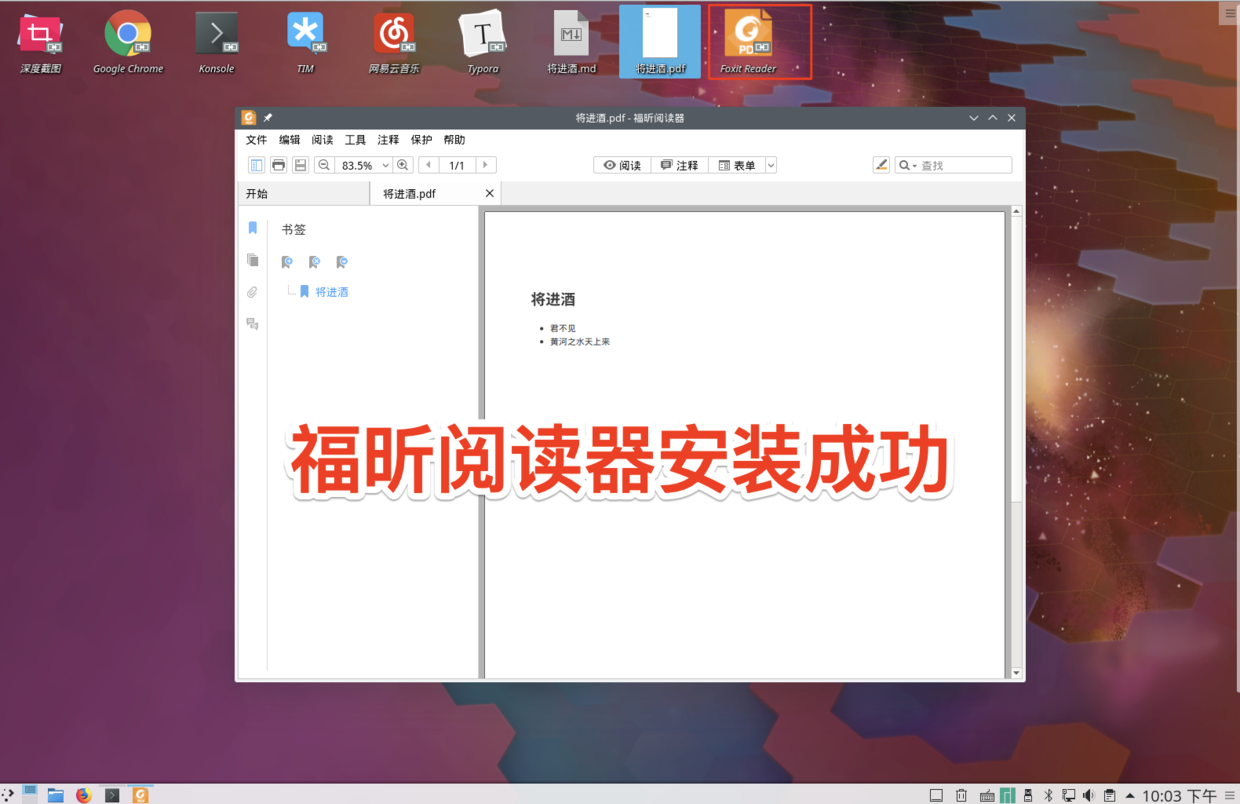 深度截图
Google Chrome
Konsole
TIM
网易云音乐
Typora
将进酒.md
将进酒.pdf
Foxit Reader
将进酒.pdf - 福昕阅读器
文件 编辑 阅读 工具 注释 保护 帮助
83.5% 1/1 阅读 注释 表单 查找
开始 将进酒.pdf
书签
将进酒
将进酒
君不见
黄河之水天上来
福昕阅读器安装成功
10:03 下午